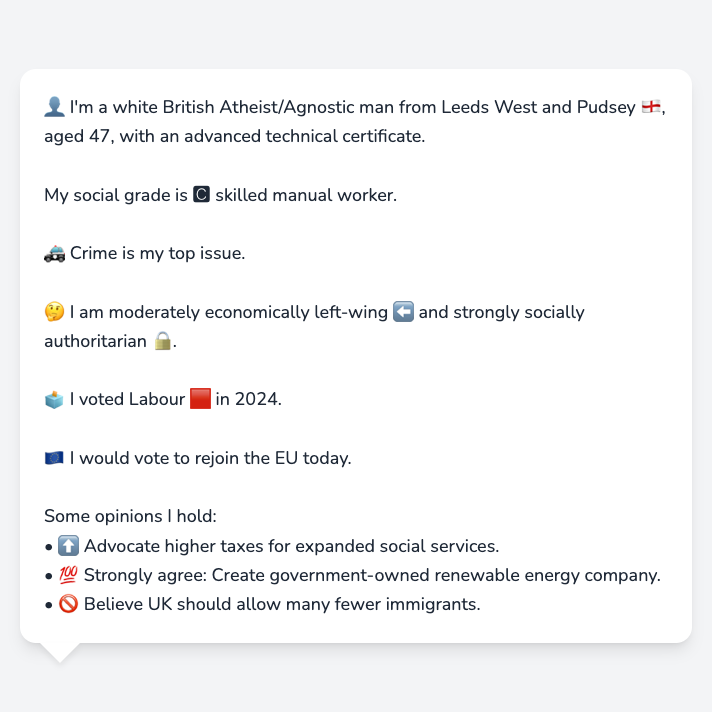 👤 I'm a white British Atheist/Agnostic man from Leeds West and Pudsey 🏴󠁧󠁢󠁥󠁮󠁧󠁿,
aged 47, with an advanced technical certificate.
My social grade is 🅲 skilled manual worker.
🚓 Crime is my top issue.
🤔 I am moderately economically left-wing ⬅️ and strongly socially
authoritarian 🔒.
🗳️ I voted Labour 🟥 in 2024.
🇪🇺 I would vote to rejoin the EU today.
Some opinions I hold:
• ⬆️ Advocate higher taxes for expanded social services.
• 💯 Strongly agree: Create government-owned renewable energy company.
• 🚫 Believe UK should allow many fewer immigrants.